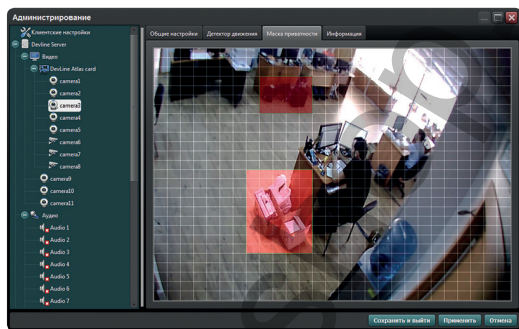 Администрирование
Клиентские настройки
Devline Server
Видео
DevLine Atlas card
camera1
camera2
camera3
camera4
camera5
camera6
camera7
camera8
camera9
camera10
camera11
Аудио
Audio 1
Audio 2
Audio 3
Audio 4
Audio 5
Audio 6
Audio 7
Общие настройки
Детектор движения
Маска приватности
Информация
Сохранить и выйти
Применить
Отмена